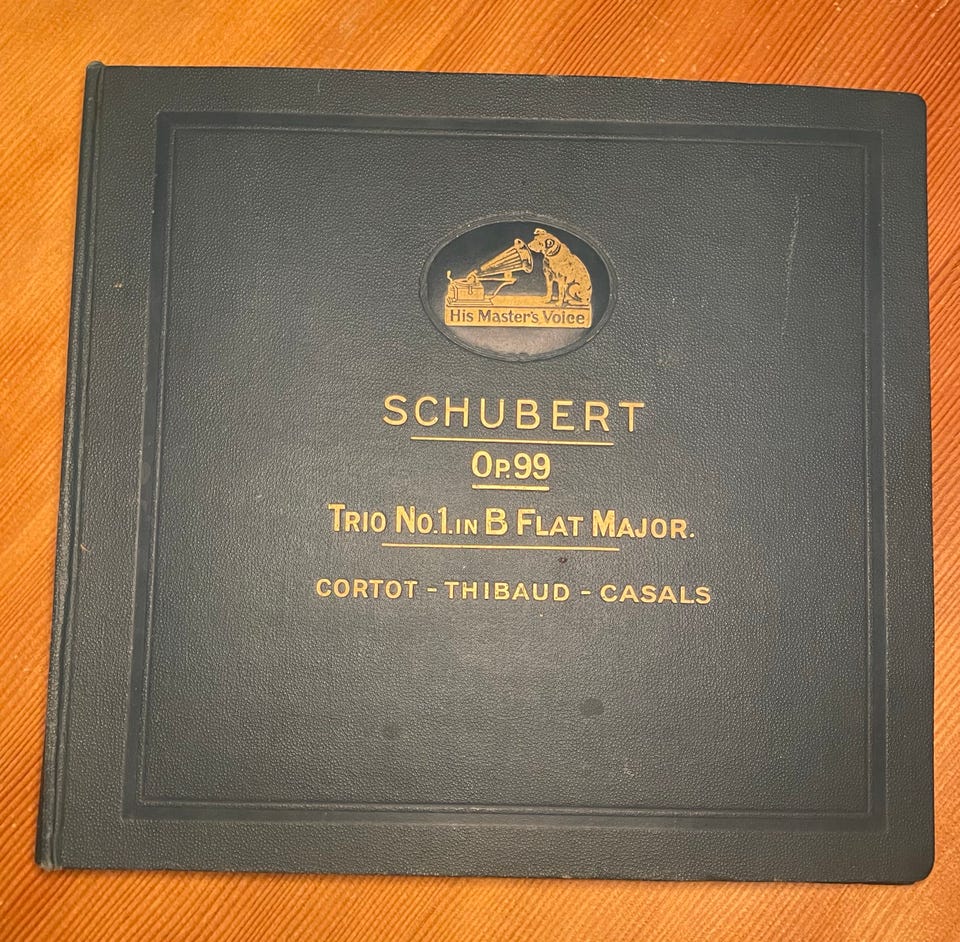 His Master's Voice
SCHUBERT
OP.99
TRIO NO.1.IN B FLAT MAJOR.
CORTOT - THIBAUD - CASALS